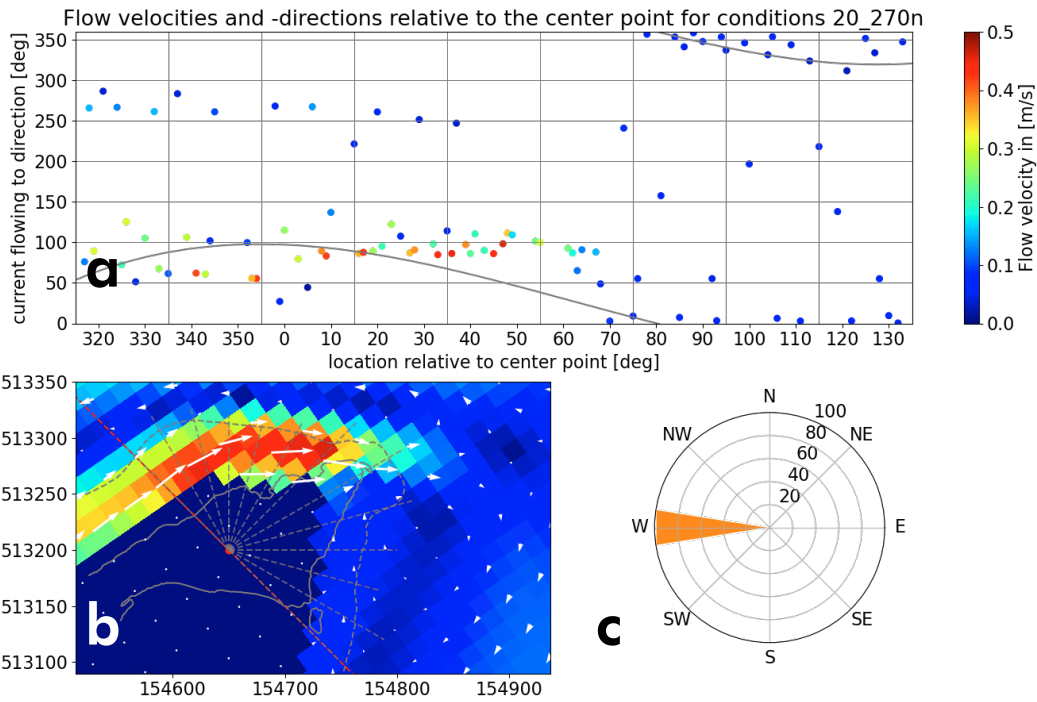 Flow velocities and -directions relative to the center point for conditions 20_270n
current flowing to direction [deg]
350
300
250
200
150
100
50
0
320 330 340 350 0 10 20 30 40 50 60 70 80 90 100 110 120 130
location relative to center point [deg]
a
0.5
0.4
0.3
0.2
0.1
0.0
Flow velocity in [m/s]
513350
513300
513250
513200
513150
513100
154600 154700 154800 154900
b
c
N
NE
E
SE
S
SW
W
NW
100
80
60
40
20